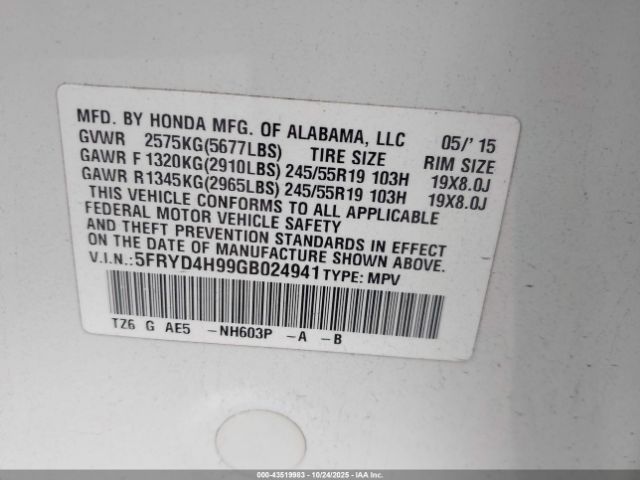 MFD. BY HONDA MFG. OF ALABAMA, LLC 05/' 15
GVWR 2575KG(5677LBS) TIRE SIZE RIM SIZE
GAWR F 1320KG(2910LBS) 245/55R19 103H 19X8.0J
GAWR R 1345KG(2965LBS) 245/55R19 103H 19X8.0J
THIS VEHICLE CONFORMS TO ALL APPLICABLE
FEDERAL MOTOR VEHICLE SAFETY
AND THEFT PREVENTION STANDARDS IN EFFECT
ON THE DATE OF MANUFACTURE SHOWN ABOVE.
V.I.N.:5FRYD4H99GB024941 TYPE: MPV
TZ6 G AE5 -NH603P -A -B
000-43519983 - 10/24/2025 - IAA Inc.